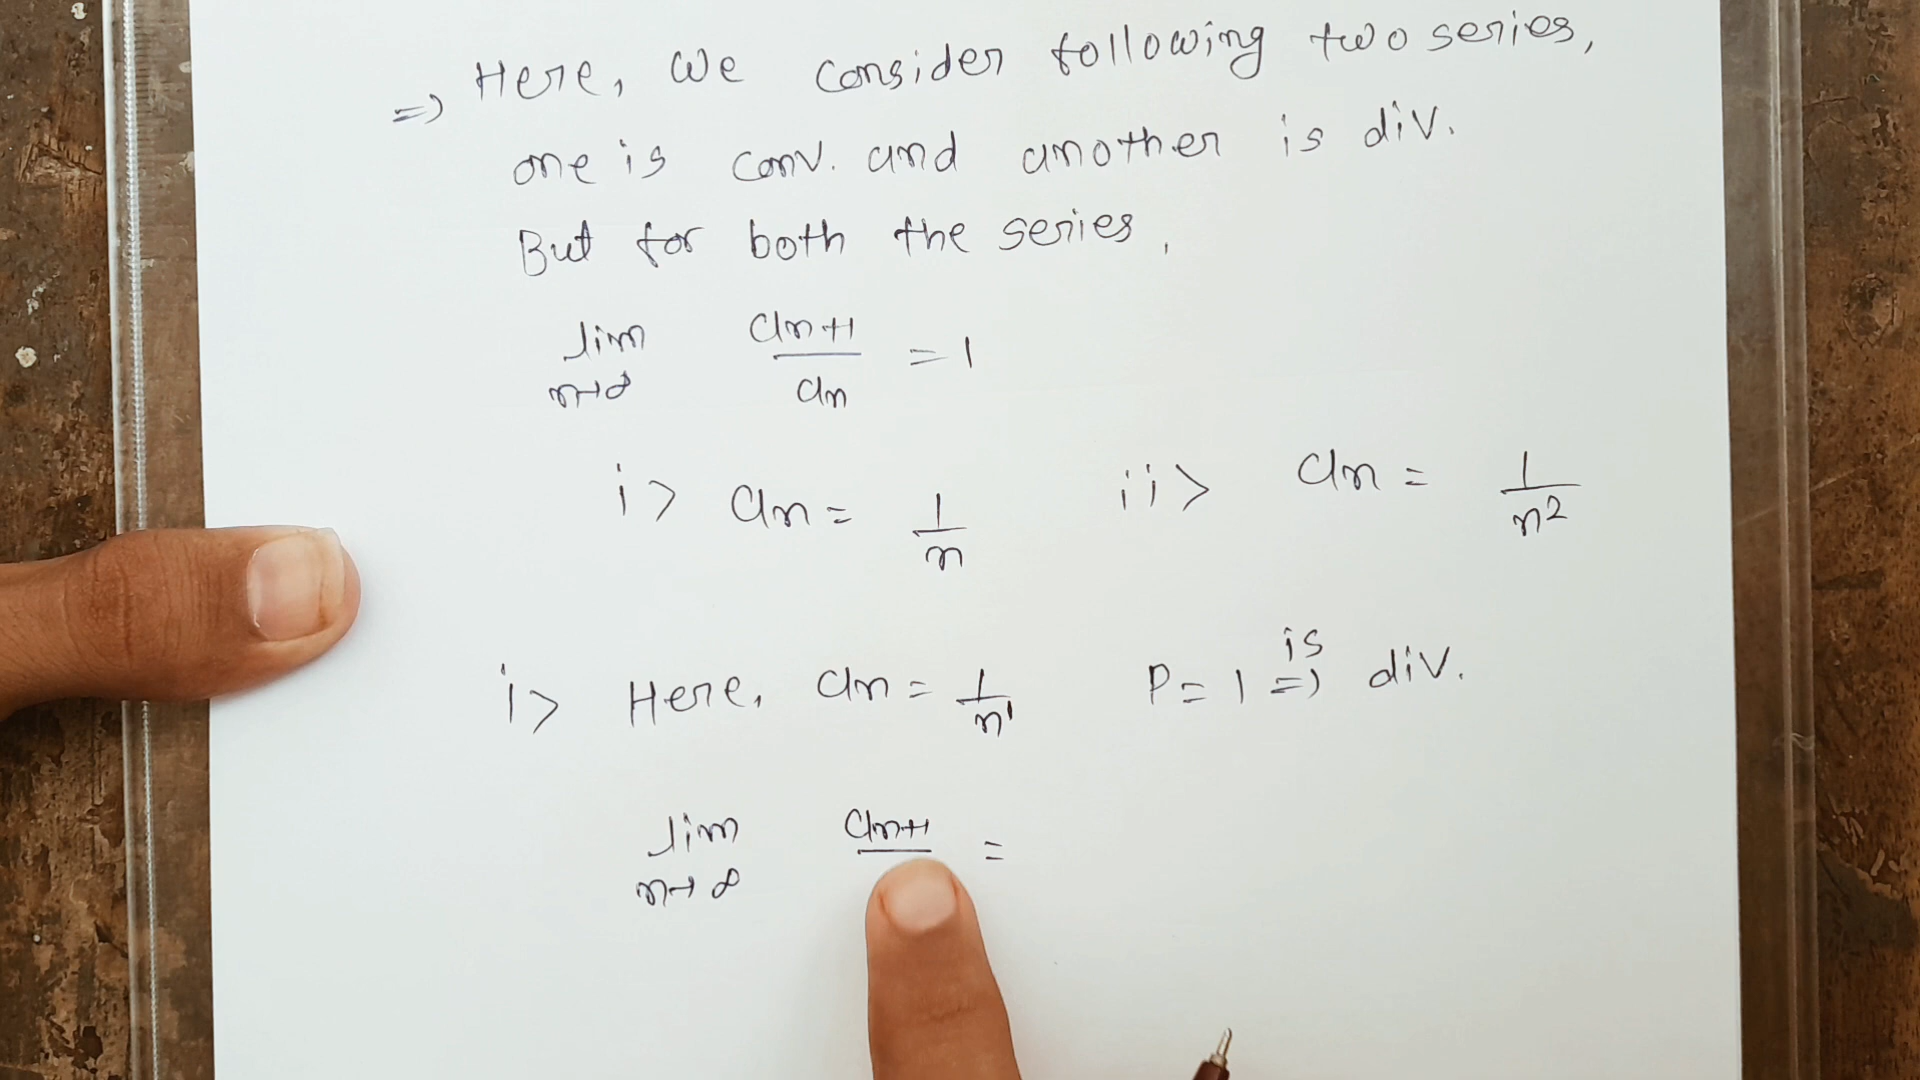 => Here, we consider following two series,
one is conv. and another is div.
But for both the series,
lim n→∞ an+1/an = 1
i> an = 1/n ii> an = 1/n²
i> Here, an = 1/n¹ P = 1 => is div.
lim n→∞ an+1/ =